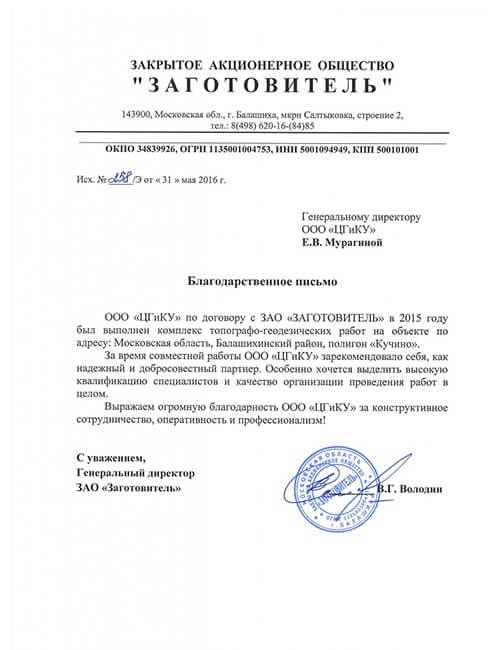 ЗАКРЫТОЕ АКЦИОНЕРНОЕ ОБЩЕСТВО
"ЗАГОТОВИТЕЛЬ"
143900, Московская обл., г. Балашиха, мкрн Салтыковка, строение 2,
тел.: 8(498) 620-16-(84)85
ОКПО 34839926, ОГРН 1135001004753, ИНН 5001094949, КПП 500101001
Исх. № 258 /Э от « 31 » мая 2016 г.
Генеральному директору
ООО «ЦГиКУ»
Е.В. Мурагиной
Благодарственное письмо
ООО «ЦГиКУ» по договору с ЗАО «ЗАГОТОВИТЕЛЬ» в 2015 году
был выполнен комплекс топографо-геодезических работ на объекте по
адресу: Московская область, Балашихинский район, полигон «Кучино».
За время совместной работы ООО «ЦГиКУ» зарекомендовало себя, как
надежный и добросовестный партнер. Особенно хочется выделить высокую
квалификацию специалистов и качество организации проведения работ в
целом.
Выражаем огромную благодарность ООО «ЦГиКУ» за конструктивное
сотрудничество, оперативность и профессионализм!
С уважением,
Генеральный директор
ЗАО «Заготовитель»
В.Г. Володин
МОСКОВСКАЯ ОБЛАСТЬ
АКЦИОНЕРНОЕ ОБЩЕСТВО
г. БАЛАШИХА